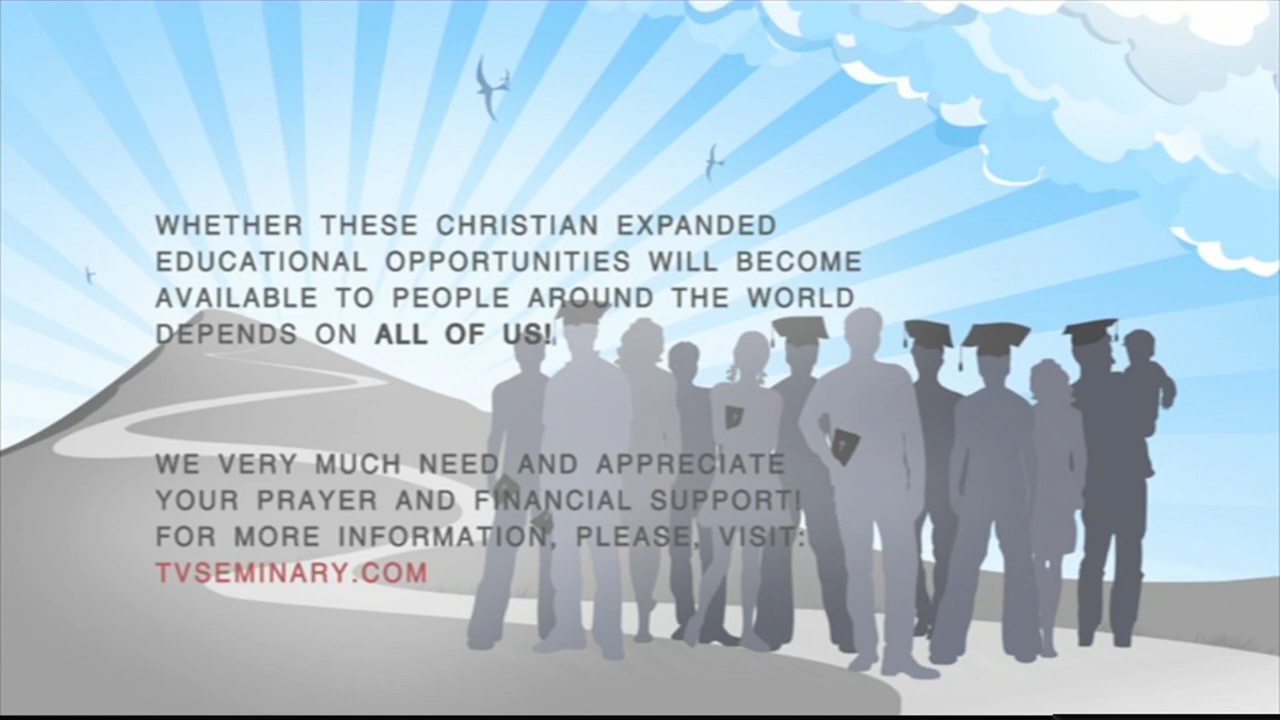 WHETHER THESE CHRISTIAN EXPANDED
EDUCATIONAL OPPORTUNITIES WILL BECOME
AVAILABLE TO PEOPLE AROUND THE WORLD
DEPENDS ON ALL OF US!
WE VERY MUCH NEED AND APPRECIATE
YOUR PRAYER AND FINANCIAL SUPPORT!
FOR MORE INFORMATION, PLEASE, VISIT:
TVSEMINARY.COM